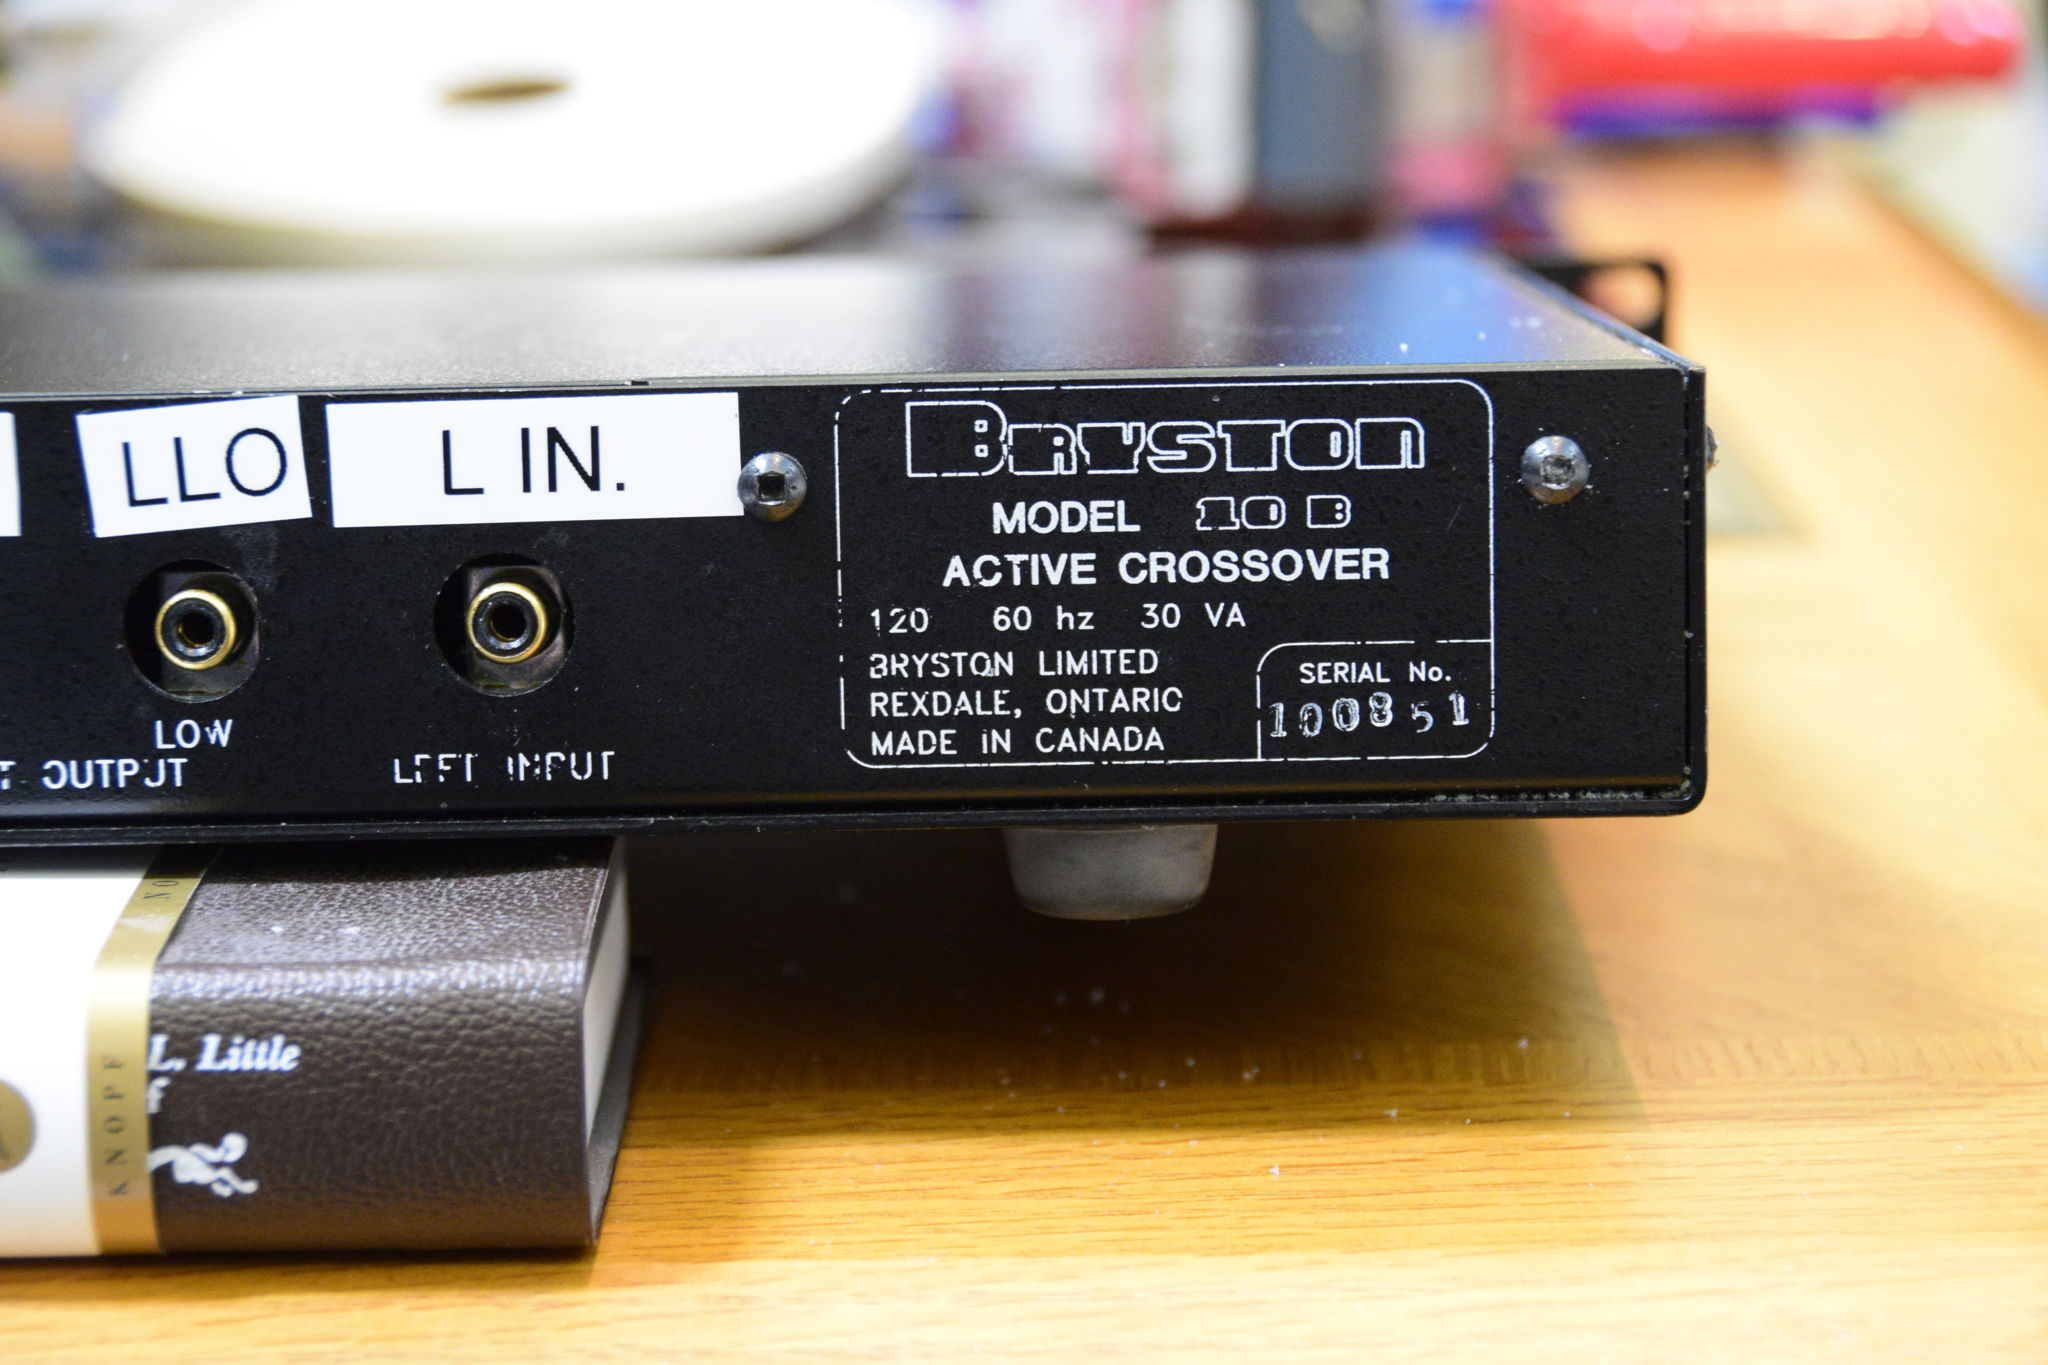 LLO
L IN.
BRYSTON
MODEL 10 B
ACTIVE CROSSOVER
120 60 hz 30 VA
BRYSTON LIMITED
REXDALE, ONTARIO
MADE IN CANADA
SERIAL No.
100851
LOW
T OUTPUT
LEFT INPUT
L. Little
f
KNOPF